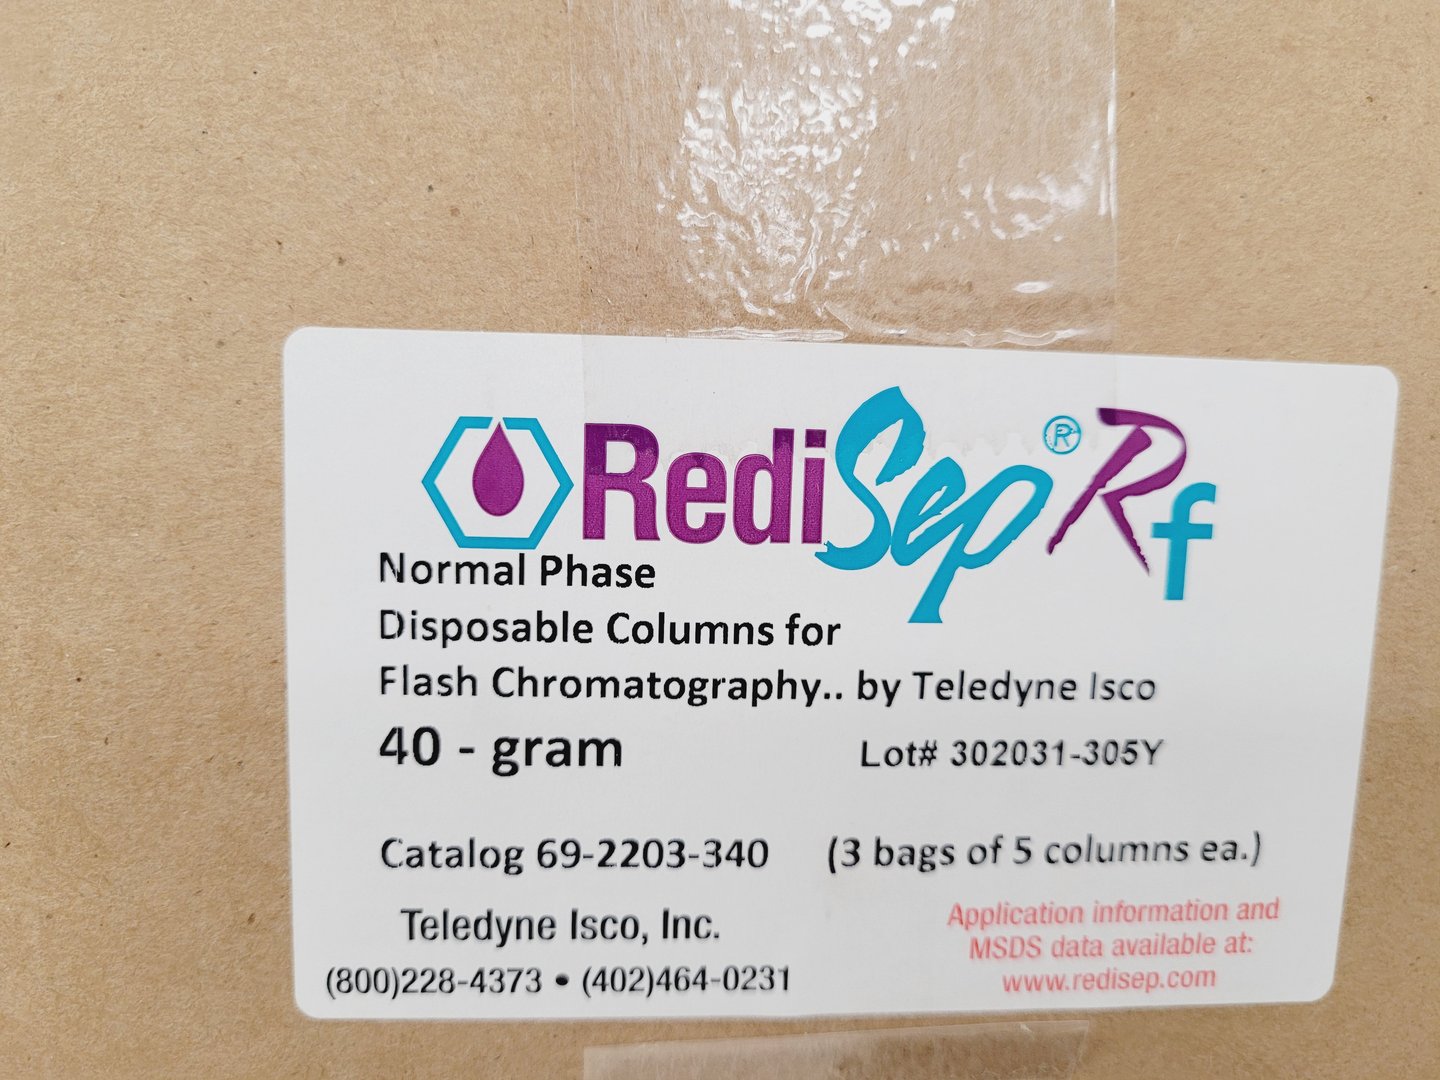 RediSep® Rf
Normal Phase
Disposable Columns for
Flash Chromatography.. by Teledyne Isco
40 - gram Lot# 302031-305Y
Catalog 69-2203-340 (3 bags of 5 columns ea.)
Teledyne Isco, Inc.
(800)228-4373 • (402)464-0231
Application information and
MSDS data available at:
www.redisep.com